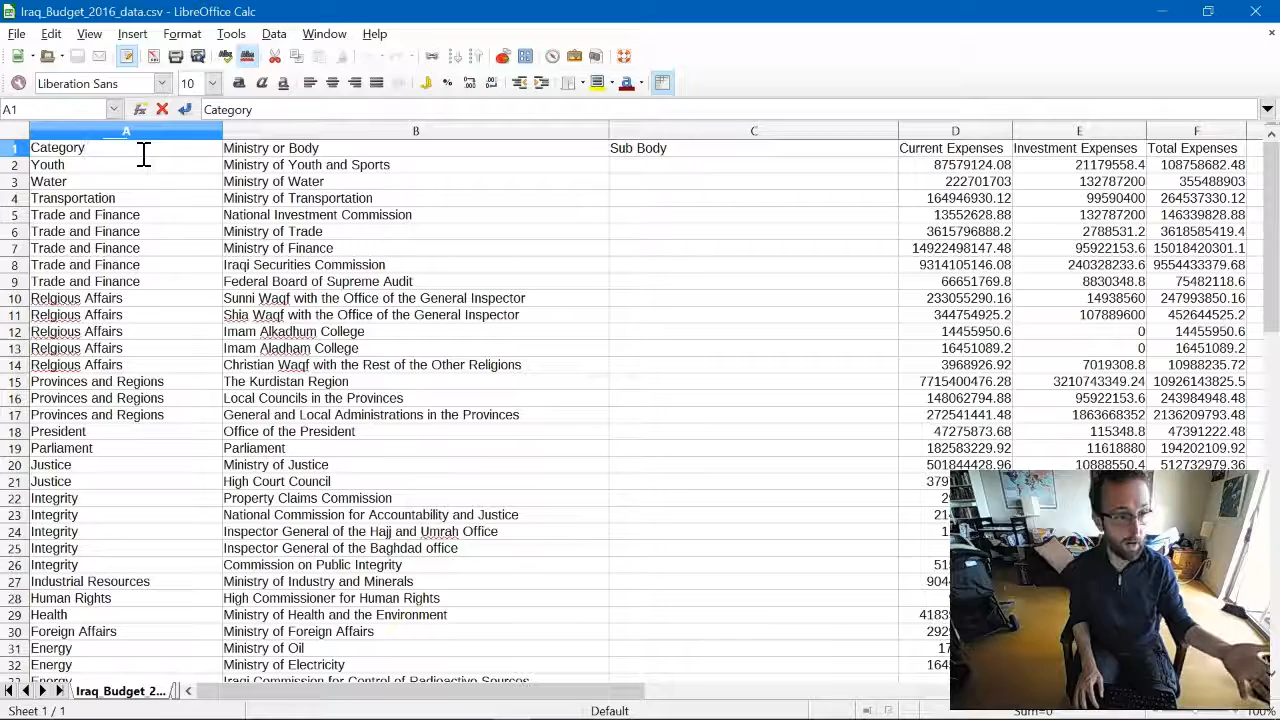 Iraq_Budget_2016_data.csv - LibreOffice Calc
File Edit View Insert Format Tools Data Window Help
Liberation Sans 10
A1 Category
A B C D E F
1 Category Ministry or Body Sub Body Current Expenses Investment Expenses Total Expenses
2 Youth Ministry of Youth and Sports 87579124.08 21179558.4 108758682.48
3 Water Ministry of Water 222701703 132787200 355488903
4 Transportation Ministry of Transportation 164946930.12 99590400 264537330.12
5 Trade and Finance National Investment Commission 13552628.88 132787200 146339828.88
6 Trade and Finance Ministry of Trade 3615796888.2 2788531.2 3618585419.4
7 Trade and Finance Ministry of Finance 14922498147.48 95922153.6 15018420301.1
8 Trade and Finance Iraqi Securities Commission 9314105146.08 240328233.6 9554433379.68
9 Trade and Finance Federal Board of Supreme Audit 66651769.8 8830348.8 75482118.6
10 Relgious Affairs Sunni Waqf with the Office of the General Inspector 233055290.16 14938560 247993850.16
11 Relgious Affairs Shia Waqf with the Office of the General Inspector 344754925.2 107889600 452644525.2
12 Relgious Affairs Imam Alkadhum College 14455950.6 0 14455950.6
13 Relgious Affairs Imam Aladham College 16451089.2 0 16451089.2
14 Relgious Affairs Christian Waqf with the Rest of the Other Religions 3968926.92 7019308.8 10988235.72
15 Provinces and Regions The Kurdistan Region 7715400476.28 3210743349.24 10926143825.5
16 Provinces and Regions Local Councils in the Provinces 148062794.88 95922153.6 243984948.48
17 Provinces and Regions General and Local Administrations in the Provinces 272541441.48 1863668352 2136209793.48
18 President Office of the President 47275873.68 115348.8 47391222.48
19 Parliament Parliament 182583229.92 11618880 194202109.92
20 Justice Ministry of Justice 501844428.96 10888550.4 512732979.36
21 Justice High Court Council 379
22 Integrity Property Claims Commission
23 Integrity National Commission for Accountability and Justice
24 Integrity Inspector General of the Hajj and Umrah Office
25 Integrity Inspector General of the Baghdad office
26 Integrity Commission on Public Integrity
27 Industrial Resources Ministry of Industry and Minerals 904
28 Human Rights High Commissioner for Human Rights
29 Health Ministry of Health and the Environment 4183
30 Foreign Affairs Ministry of Foreign Affairs 292
31 Energy Ministry of Oil
32 Energy Ministry of Electricity
Energy Iraqi Commission for Control of Radioactive Sources
Iraq_Budget_2...
Sheet 1 / 1 Default Sum=0 100%